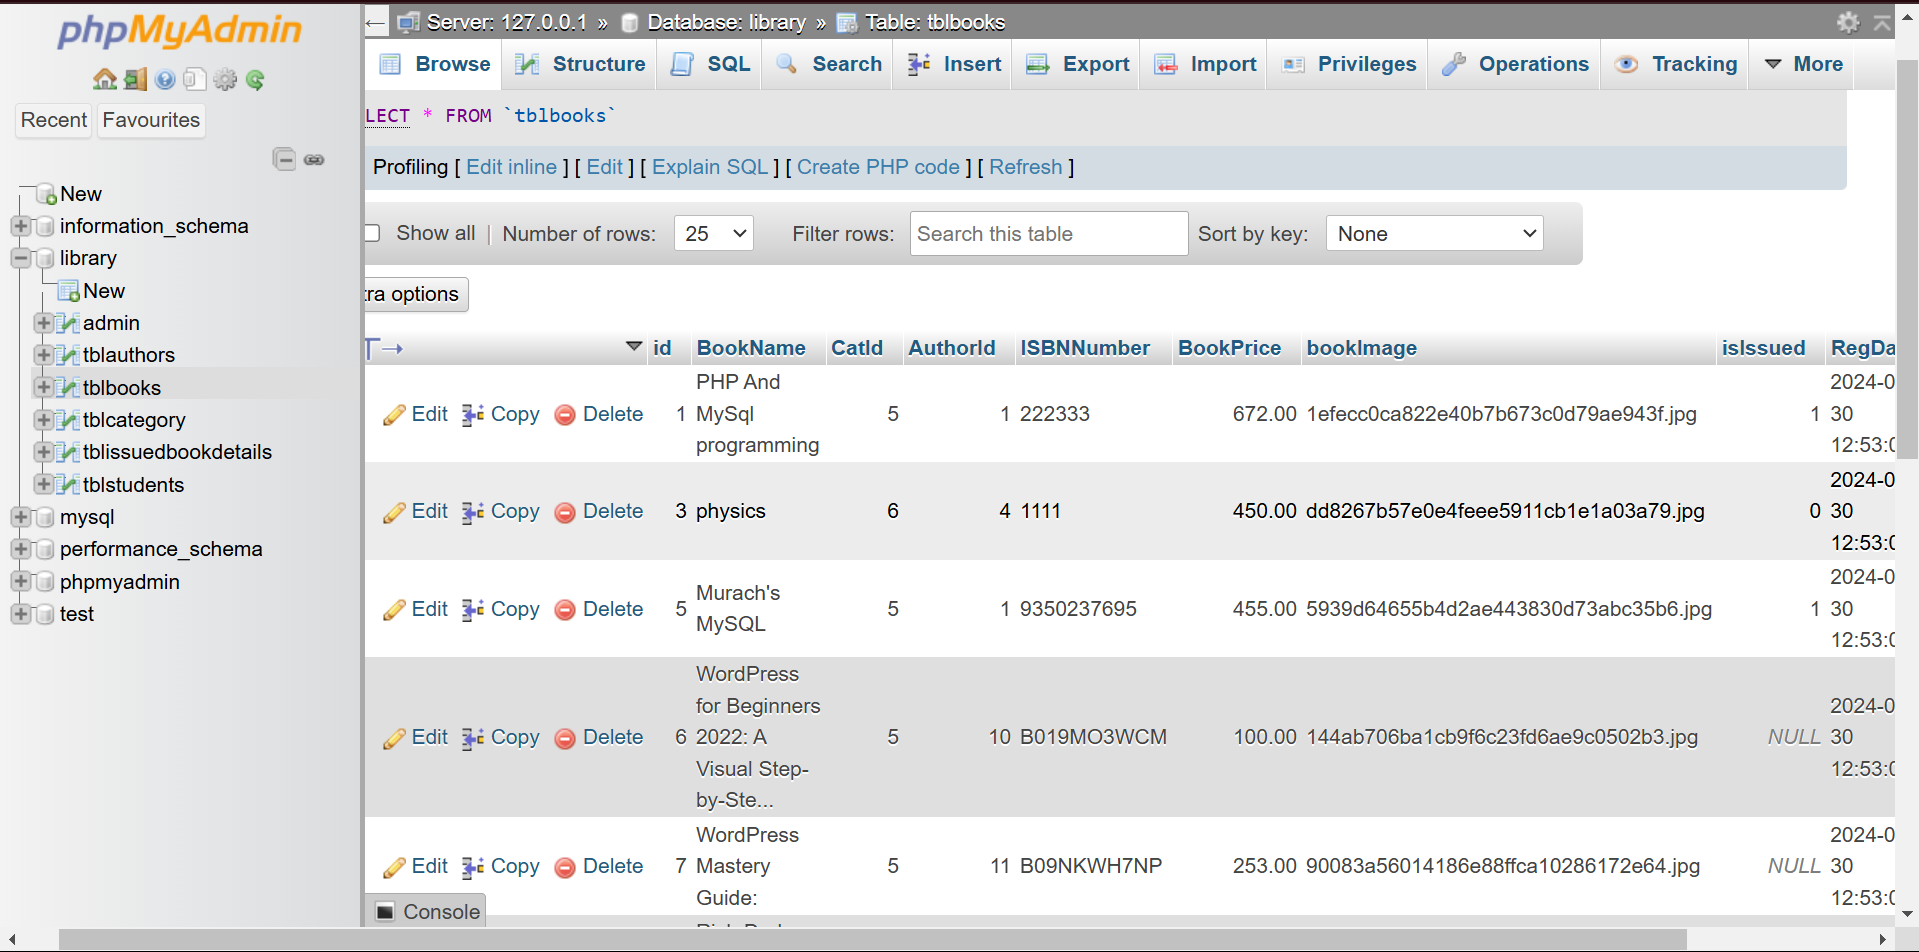 phpMyAdmin
Recent Favourites
New
information_schema
library
New
admin
tblauthors
tblbooks
tblcategory
tblissuedbookdetails
tblstudents
mysql
performance_schema
phpmyadmin
test
Server: 127.0.0.1 » Database: library » Table: tblbooks
Browse Structure SQL Search Insert Export Import Privileges Operations Tracking More
LECT * FROM `tblbooks`
Profiling [ Edit inline ] [ Edit ] [ Explain SQL ] [ Create PHP code ] [ Refresh ]
Show all | Number of rows: 25 Filter rows: Search this table Sort by key: None
tra options
id BookName CatId AuthorId ISBNNumber BookPrice bookImage isIssued RegDa
PHP And 2024-0
Edit Copy Delete 1 MySql 5 1 222333 672.00 1efecc0ca822e40b7b673c0d79ae943f.jpg 1 30
programming 12:53:0
2024-0
Edit Copy Delete 3 physics 6 4 1111 450.00 dd8267b57e0e4feee5911cb1e1a03a79.jpg 0 30
12:53:0
Murach's 2024-0
Edit Copy Delete 5 MySQL 5 1 9350237695 455.00 5939d64655b4d2ae443830d73abc35b6.jpg 1 30
12:53:0
WordPress
for Beginners 2024-0
Edit Copy Delete 6 2022: A 5 10 B019MO3WCM 100.00 144ab706ba1cb9f6c23fd6ae9c0502b3.jpg NULL 30
Visual Step- 12:53:0
by-Ste...
WordPress 2024-0
Edit Copy Delete 7 Mastery 5 11 B09NKWH7NP 253.00 90083a56014186e88ffca10286172e64.jpg NULL 30
Guide: 12:53:0
Console